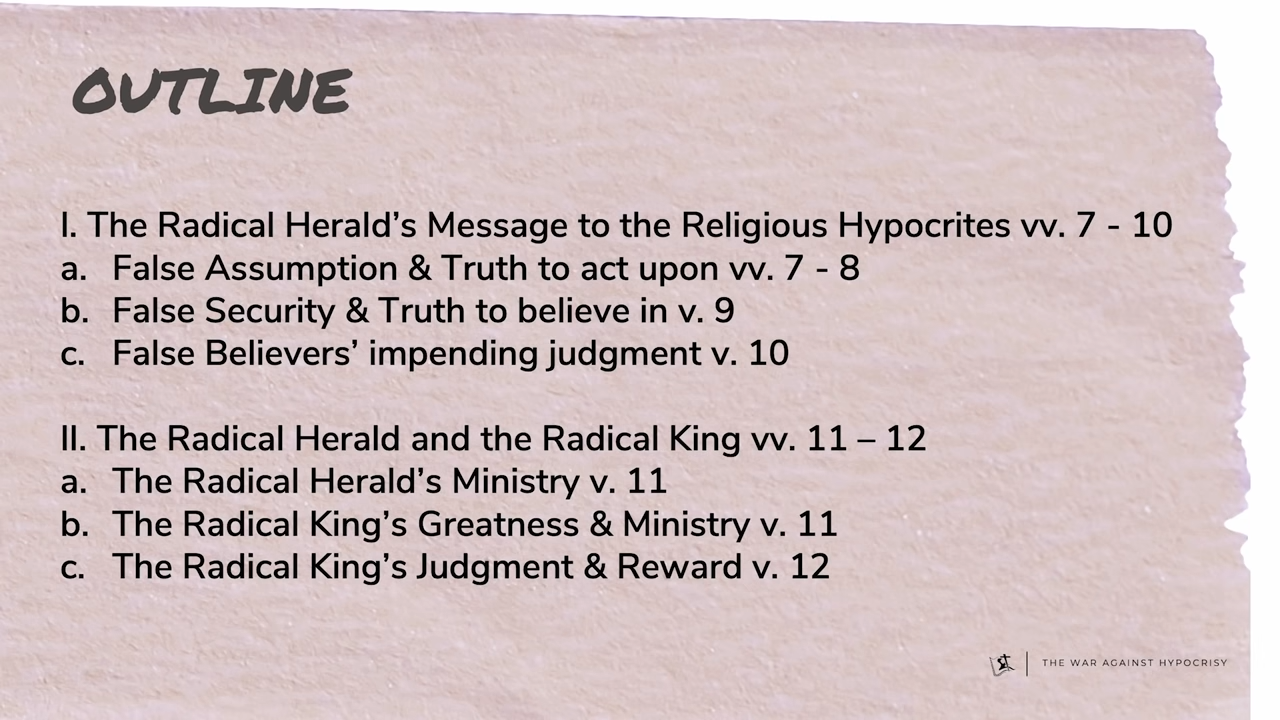 OUTLINE
I. The Radical Herald’s Message to the Religious Hypocrites vv. 7 - 10
a. False Assumption & Truth to act upon vv. 7 - 8
b. False Security & Truth to believe in v. 9
c. False Believers’ impending judgment v. 10
II. The Radical Herald and the Radical King vv. 11 – 12
a. The Radical Herald’s Ministry v. 11
b. The Radical King’s Greatness & Ministry v. 11
c. The Radical King’s Judgment & Reward v. 12
THE WAR AGAINST HYPOCRISY